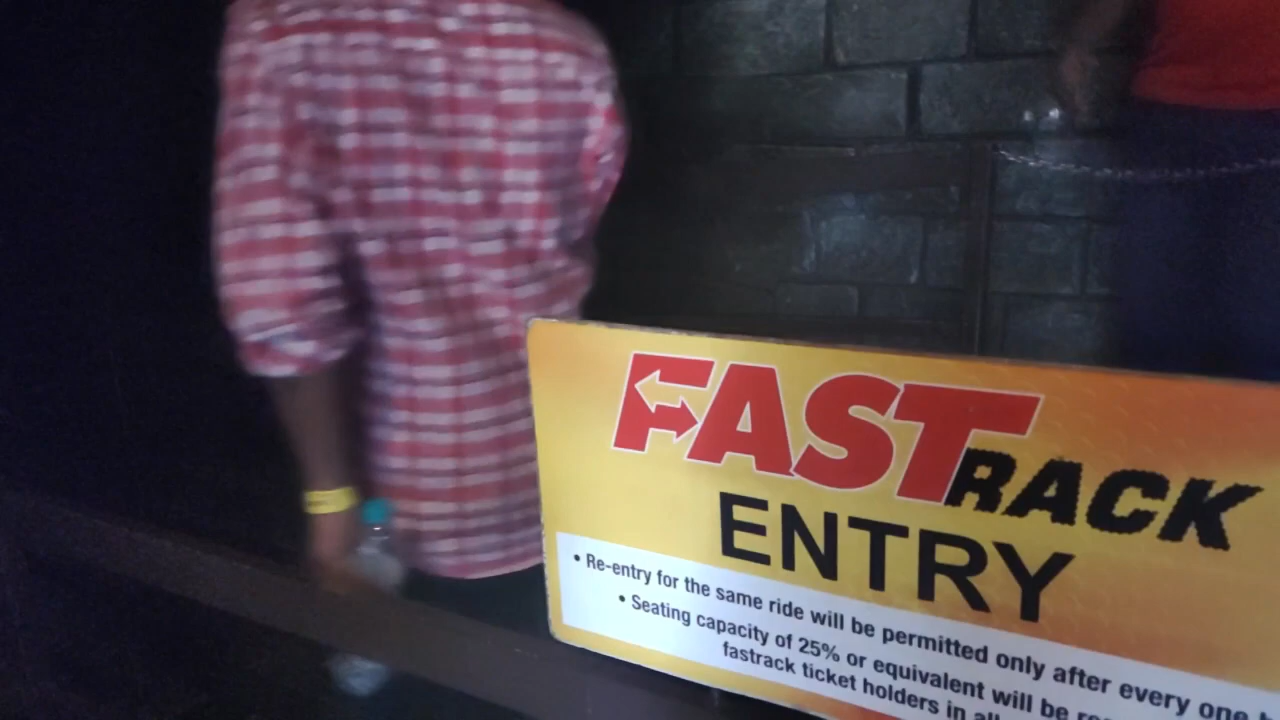 FASTRACK
ENTRY
• Re-entry for the same ride will be permitted only after every one
• Seating capacity of 25% or equivalent will be
fastrack ticket holders in